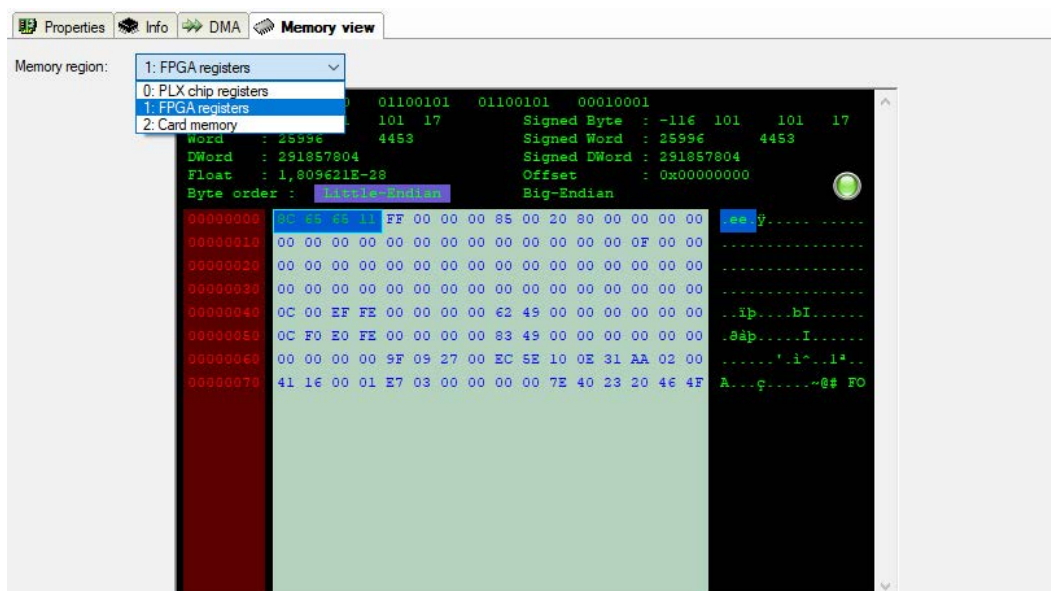 Properties Info DMA Memory view
Memory region: 1: FPGA registers
0: PLX chip registers
1: FPGA registers
2: Card memory
01100101 01100101 00010001
101 17 Signed Byte : -116 101 101 17
Word : 25996 4453 Signed Word : 25996 4453
DWord : 291857804 Signed DWord : 291857804
Float : 1,809621E-28 Offset : 0x00000000
Byte order : Little-Endian Big-Endian
00000000 8C 65 65 11 FF 00 00 00 85 00 20 80 00 00 00 00 .ee.ÿ..... .....
00000010 00 00 00 00 00 00 00 00 00 00 00 00 00 0F 00 00 ................
00000020 00 00 00 00 00 00 00 00 00 00 00 00 00 00 00 00 ................
00000030 00 00 00 00 00 00 00 00 00 00 00 00 00 00 00 00 ................
00000040 0C 00 EF FE 00 00 00 00 62 49 00 00 00 00 00 00 ..ïþ....bI......
00000050 0C F0 E0 FE 00 00 00 00 83 49 00 00 00 00 00 00 .ğàþ.....I......
00000060 00 00 00 00 9F 09 27 00 EC 5E 10 0E 31 AA 02 00 ......'.ì^..1ª..
00000070 41 16 00 01 E7 03 00 00 00 00 7E 40 23 20 46 4F A...ç.....~@# FO